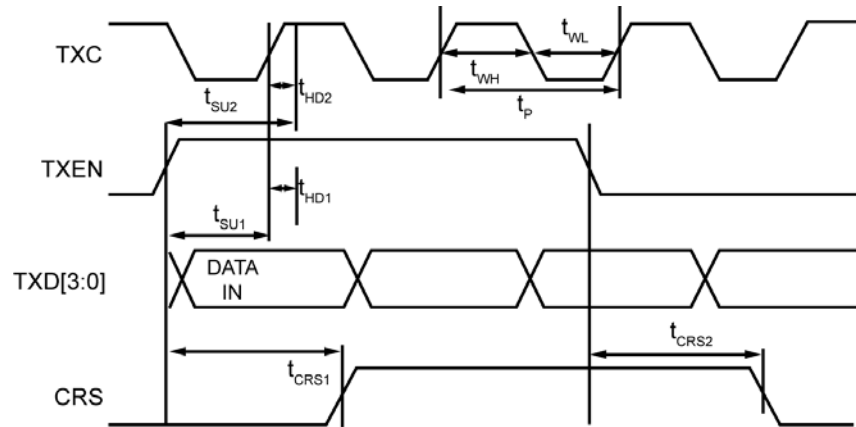 TXC
t_WL
t_WH
t_HD2
t_SU2
t_P
TXEN
t_HD1
t_SU1
TXD[3:0]
DATA
IN
t_CRS2
t_CRS1
CRS